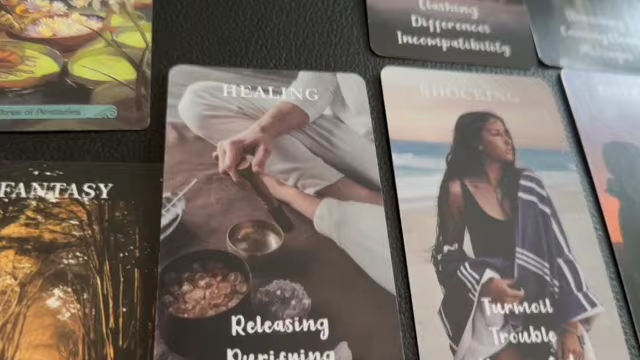 Clashing
Differences
Incompatibility
HEALING
SHOCKING
FANTASY
Releasing
Purifying
Turmoil
Trouble